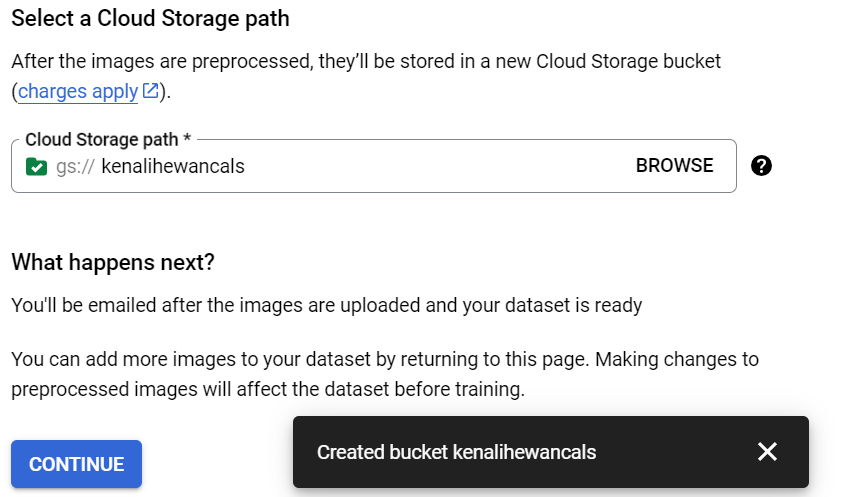 Select a Cloud Storage path
After the images are preprocessed, they’ll be stored in a new Cloud Storage bucket
(charges apply).
Cloud Storage path *
gs:// kenalihewancals
BROWSE
?
What happens next?
You'll be emailed after the images are uploaded and your dataset is ready
You can add more images to your dataset by returning to this page. Making changes to
preprocessed images will affect the dataset before training.
CONTINUE
Created bucket kenalihewancals